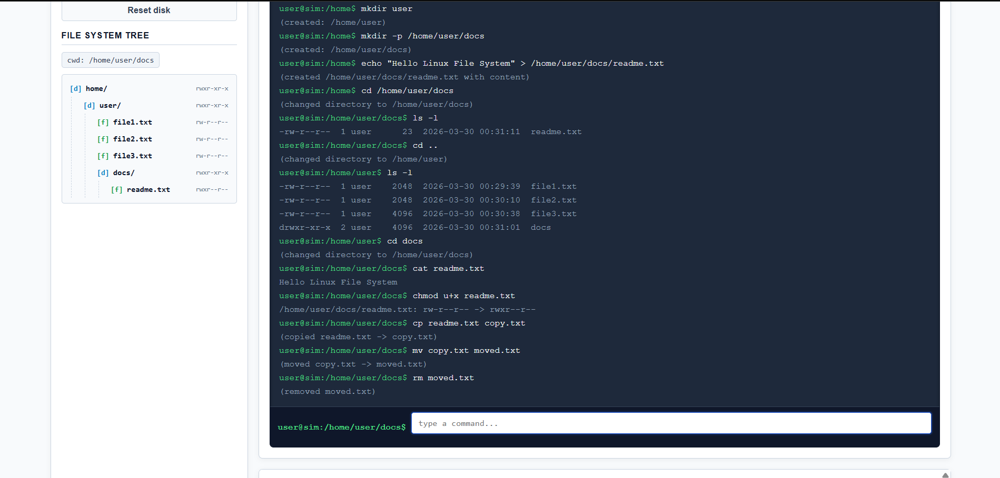 Reset disk
FILE SYSTEM TREE
cwd: /home/user/docs
[d] home/ rwxr-xr-x
[d] user/ rwxr-xr-x
[f] file1.txt rw-r--r--
[f] file2.txt rw-r--r--
[f] file3.txt rw-r--r--
[d] docs/ rwxr-xr-x
[f] readme.txt rwxr--r--
user@sim:/home$ mkdir user
(created: /home/user)
user@sim:/home$ mkdir -p /home/user/docs
(created: /home/user/docs)
user@sim:/home$ echo "Hello Linux File System" > /home/user/docs/readme.txt
(created /home/user/docs/readme.txt with content)
user@sim:/home$ cd /home/user/docs
(changed directory to /home/user/docs)
user@sim:/home/user/docs$ ls -l
-rw-r--r--  1 user      23  2026-03-30 00:31:11  readme.txt
user@sim:/home/user/docs$ cd ..
(changed directory to /home/user)
user@sim:/home/user$ ls -l
-rw-r--r--  1 user    2048  2026-03-30 00:29:39  file1.txt
-rw-r--r--  1 user    2048  2026-03-30 00:30:10  file2.txt
-rw-r--r--  1 user    4096  2026-03-30 00:30:38  file3.txt
drwxr-xr-x  2 user    4096  2026-03-30 00:31:01  docs
user@sim:/home/user$ cd docs
(changed directory to /home/user/docs)
user@sim:/home/user/docs$ cat readme.txt
Hello Linux File System
user@sim:/home/user/docs$ chmod u+x readme.txt
/home/user/docs/readme.txt: rw-r--r-- -> rwxr--r--
user@sim:/home/user/docs$ cp readme.txt copy.txt
(copied readme.txt -> copy.txt)
user@sim:/home/user/docs$ mv copy.txt moved.txt
(moved copy.txt -> moved.txt)
user@sim:/home/user/docs$ rm moved.txt
(removed moved.txt)
user@sim:/home/user/docs$ type a command...